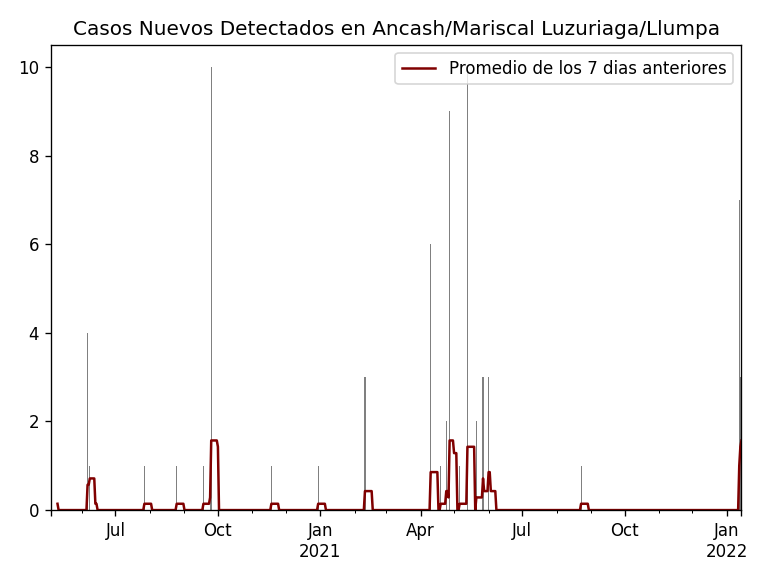 Casos Nuevos Detectados en Ancash/Mariscal Luzuriaga/Llumpa
Promedio de los 7 dias anteriores
10
8
6
4
2
0
Jul
Oct
Jan
2021
Apr
Jul
Oct
Jan
2022